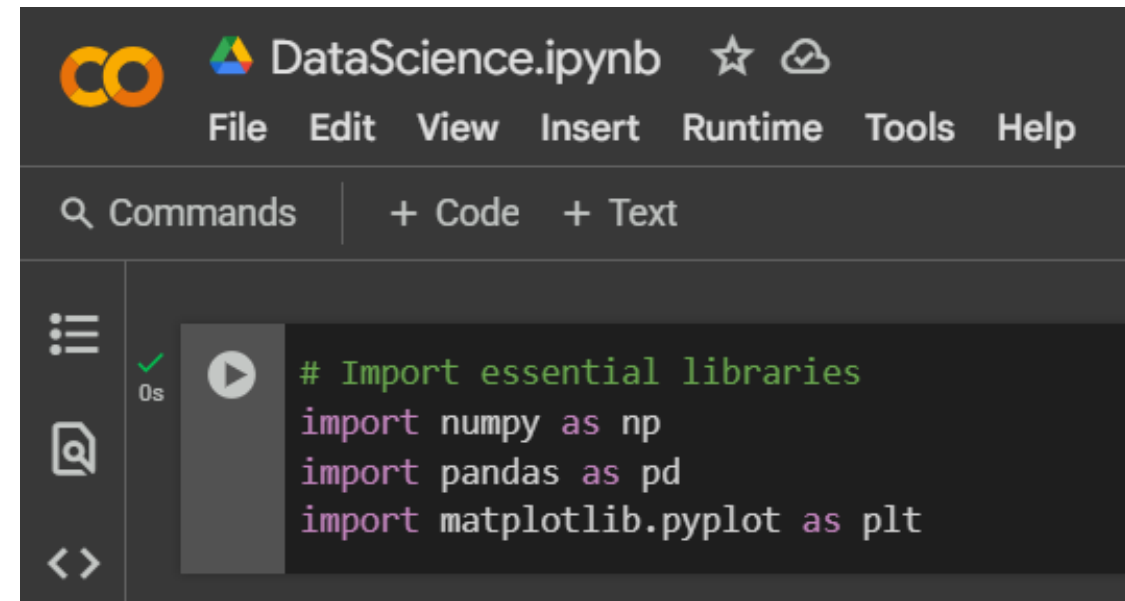 DataScience.ipynb
File Edit View Insert Runtime Tools Help
Commands + Code + Text
0s
# Import essential libraries
import numpy as np
import pandas as pd
import matplotlib.pyplot as plt